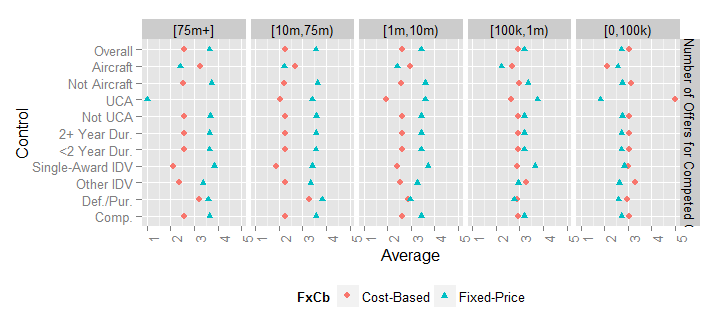 [75m+] [10m,75m) [1m,10m) [100k,1m) [0,100k)
Overall
Aircraft
Not Aircraft
UCA
Not UCA
2+ Year Dur.
<2 Year Dur.
Single-Award IDV
Other IDV
Def./Pur.
Comp.
Control
Number of Offers for Competed (
1 2 3 4 5 1 2 3 4 5 1 2 3 4 5 1 2 3 4 5 1 2 3 4 5
Average
FxCb Cost-Based Fixed-Price